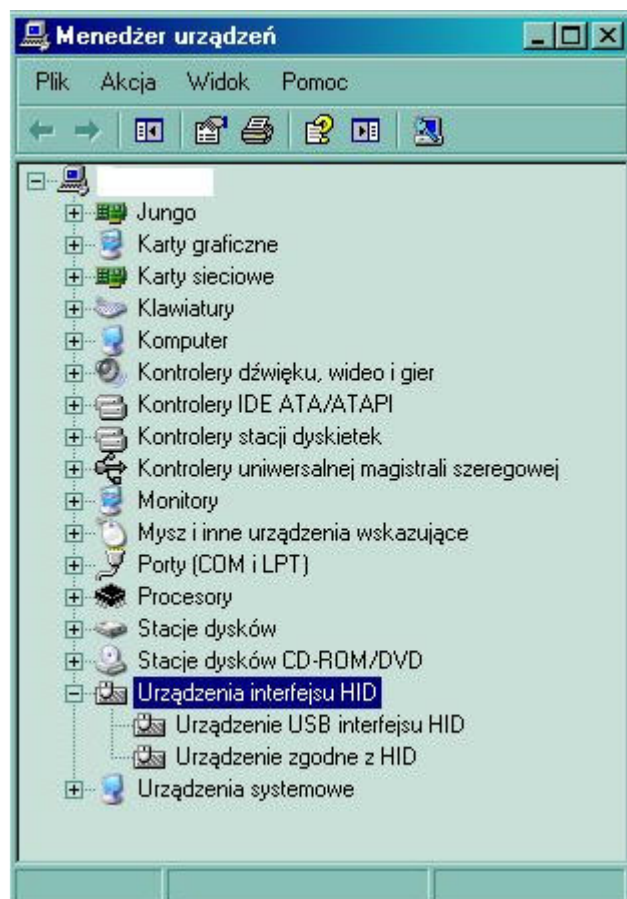 Menedżer urządzeń
Plik Akcja Widok Pomoc
Jungo
Karty graficzne
Karty sieciowe
Klawiatury
Komputer
Kontrolery dźwięku, wideo i gier
Kontrolery IDE ATA/ATAPI
Kontrolery stacji dyskietek
Kontrolery uniwersalnej magistrali szeregowej
Monitory
Mysz i inne urządzenia wskazujące
Porty (COM i LPT)
Procesory
Stacje dysków
Stacje dysków CD-ROM/DVD
Urządzenia interfejsu HID
Urządzenie USB interfejsu HID
Urządzenie zgodne z HID
Urządzenia systemowe